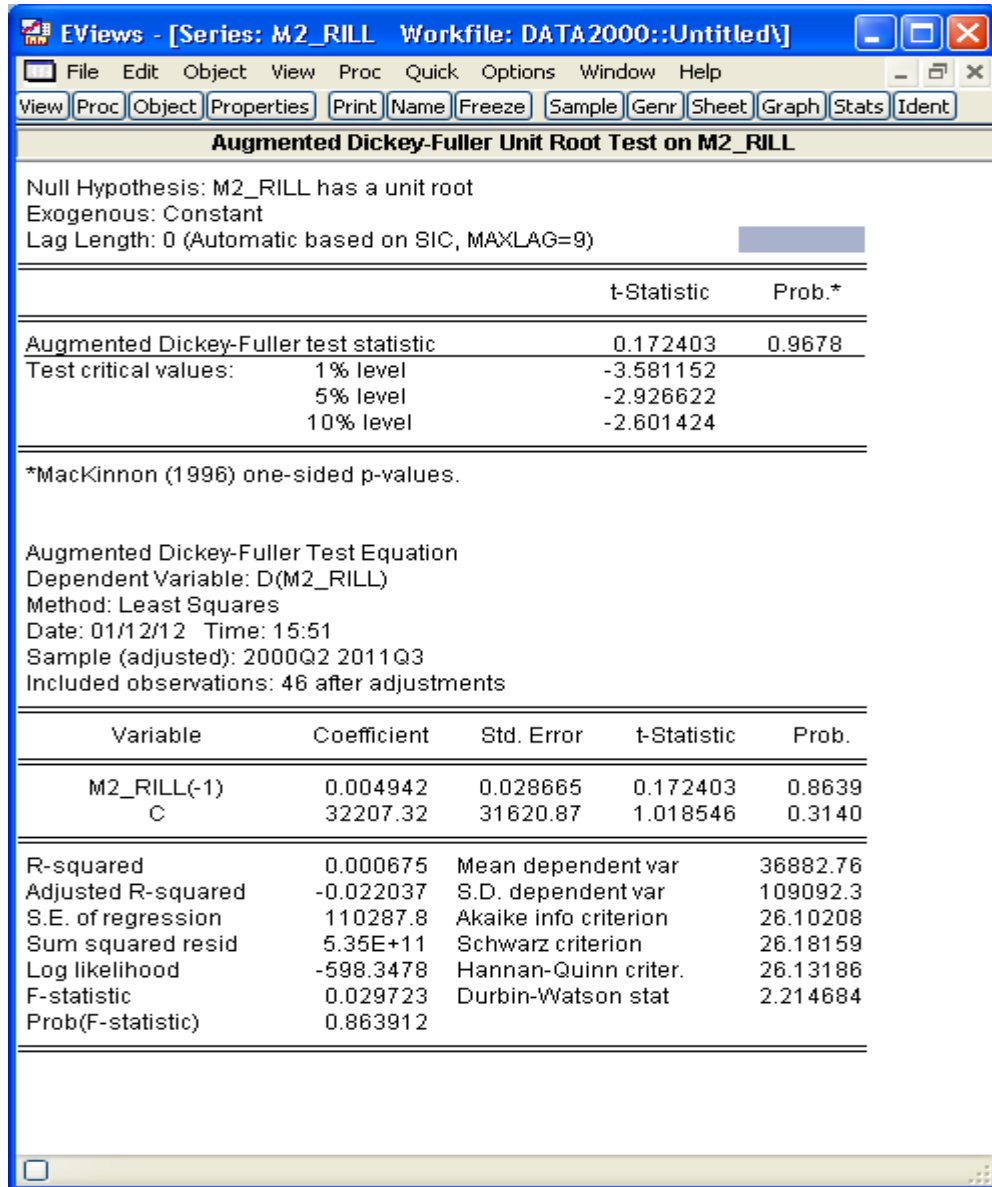 EViews - [Series: M2_RILL Workfile: DATA2000::Untitled\]
File Edit Object View Proc Quick Options Window Help
View Proc Object Properties Print Name Freeze Sample Genr Sheet Graph Stats Ident
Augmented Dickey-Fuller Unit Root Test on M2_RILL
Null Hypothesis: M2_RILL has a unit root
Exogenous: Constant
Lag Length: 0 (Automatic based on SIC, MAXLAG=9)
t-Statistic Prob.*
Augmented Dickey-Fuller test statistic 0.172403 0.9678
Test critical values: 1% level -3.581152
5% level -2.926622
10% level -2.601424
*MacKinnon (1996) one-sided p-values.
Augmented Dickey-Fuller Test Equation
Dependent Variable: D(M2_RILL)
Method: Least Squares
Date: 01/12/12 Time: 15:51
Sample (adjusted): 2000Q2 2011Q3
Included observations: 46 after adjustments
Variable Coefficient Std. Error t-Statistic Prob.
M2_RILL(-1) 0.004942 0.028665 0.172403 0.8639
C 32207.32 31620.87 1.018546 0.3140
R-squared 0.000675 Mean dependent var 36882.76
Adjusted R-squared -0.022037 S.D. dependent var 109092.3
S.E. of regression 110287.8 Akaike info criterion 26.10208
Sum squared resid 5.35E+11 Schwarz criterion 26.18159
Log likelihood -598.3478 Hannan-Quinn criter. 26.13186
F-statistic 0.029723 Durbin-Watson stat 2.214684
Prob(F-statistic) 0.863912